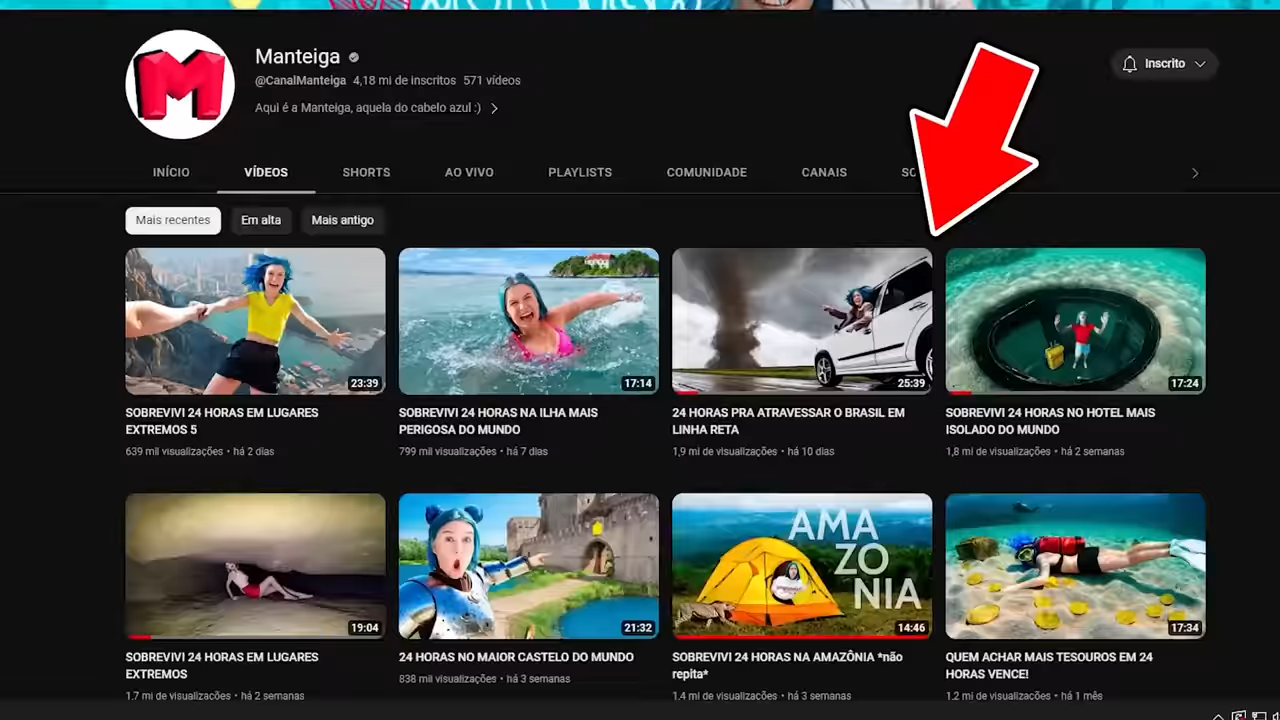 Manteiga
@CanalManteiga 4,18 mi de inscritos 571 vídeos
Aqui é a Manteiga, aquela do cabelo azul :)
Inscrito
INÍCIO VÍDEOS SHORTS AO VIVO PLAYLISTS COMUNIDADE CANAIS
Mais recentes Em alta Mais antigo
23:39 17:14 25:39 17:24
SOBREVIVI 24 HORAS EM LUGARES
EXTREMOS 5
639 mil visualizações • há 2 dias
SOBREVIVI 24 HORAS NA ILHA MAIS
PERIGOSA DO MUNDO
799 mil visualizações • há 7 dias
24 HORAS PRA ATRAVESSAR O BRASIL EM
LINHA RETA
1,9 mi de visualizações • há 10 dias
SOBREVIVI 24 HORAS NO HOTEL MAIS
ISOLADO DO MUNDO
1,8 mi de visualizações • há 2 semanas
AMA
ZO
NIA
19:04 21:32 14:46 17:34
SOBREVIVI 24 HORAS EM LUGARES
EXTREMOS
1,7 mi de visualizações • há 2 semanas
24 HORAS NO MAIOR CASTELO DO MUNDO
838 mil visualizações • há 3 semanas
SOBREVIVI 24 HORAS NA AMAZÔNIA *não
repita*
1,4 mi de visualizações • há 3 semanas
QUEM ACHAR MAIS TESOUROS EM 24
HORAS VENCE!
1,2 mi de visualizações • há 1 mês